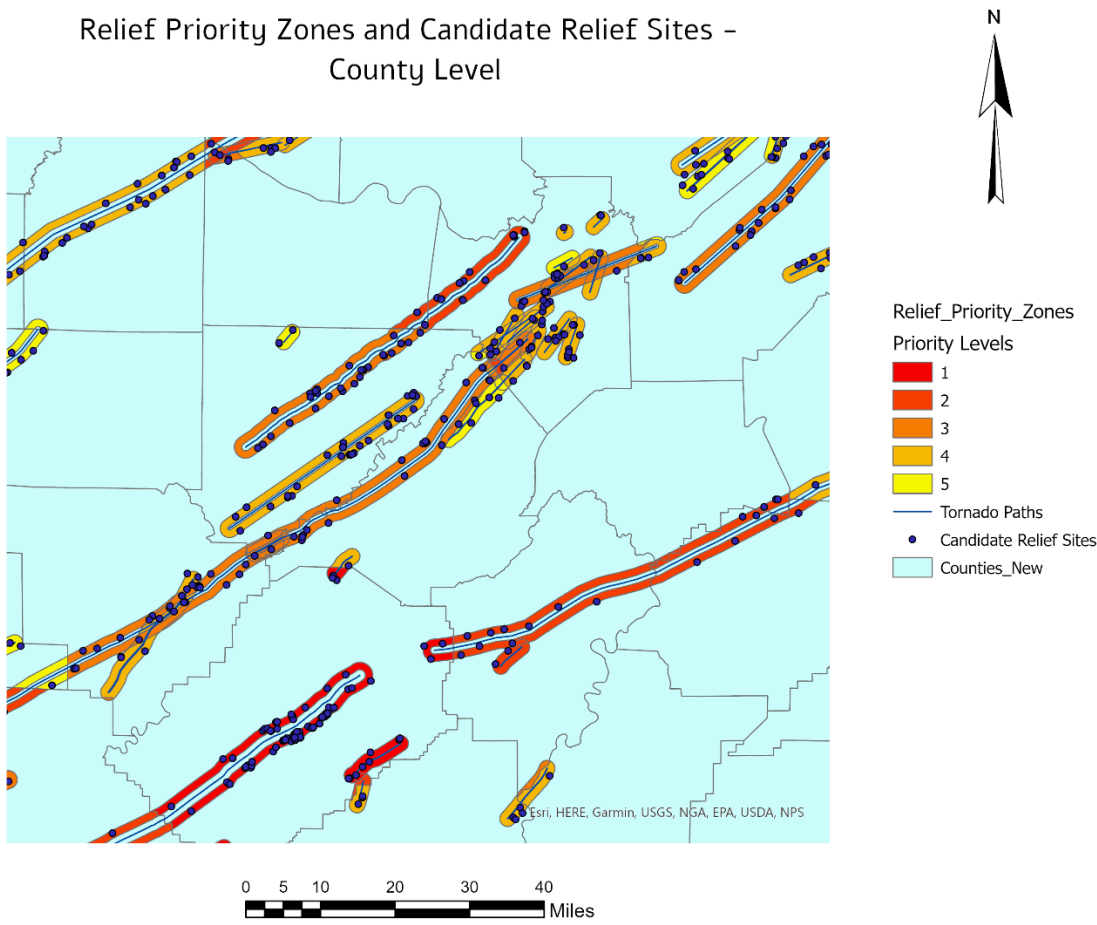 Relief Priority Zones and Candidate Relief Sites -
County Level
N
Relief_Priority_Zones
Priority Levels
1
2
3
4
5
Tornado Paths
Candidate Relief Sites
Counties_New
Esri, HERE, Garmin, USGS, NGA, EPA, USDA, NPS
0 5 10 20 30 40
Miles